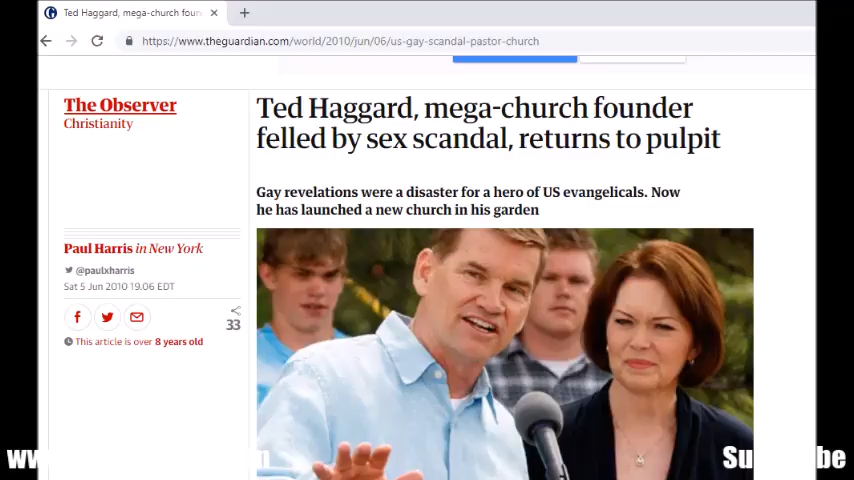 Ted Haggard, mega-church foun
https://www.theguardian.com/world/2010/jun/06/us-gay-scandal-pastor-church
The Observer
Christianity
Ted Haggard, mega-church founder
felled by sex scandal, returns to pulpit
Gay revelations were a disaster for a hero of US evangelicals. Now
he has launched a new church in his garden
Paul Harris in New York
@paulxharris
Sat 5 Jun 2010 19.06 EDT
33
This article is over 8 years old